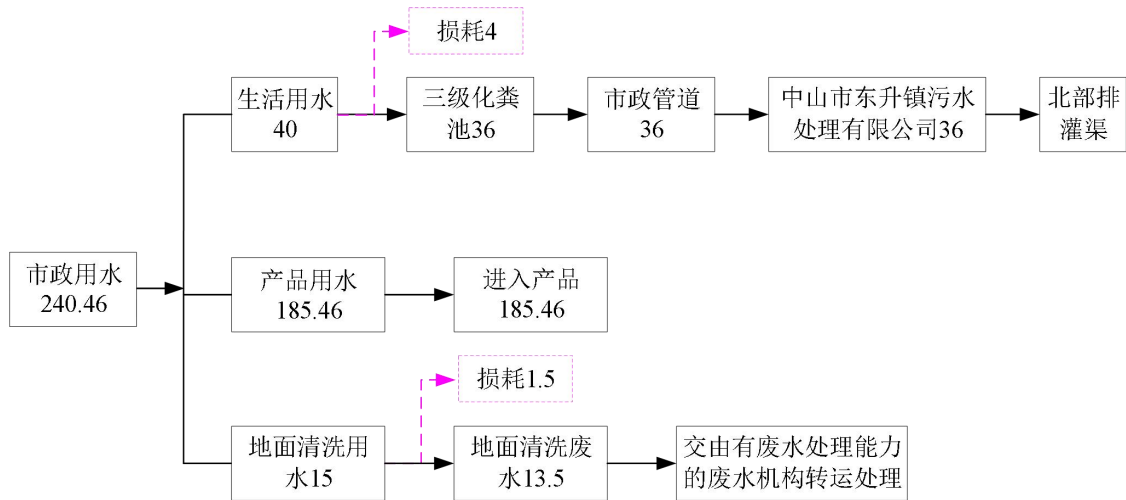 损耗4
生活用水
40
三级化粪
池36
市政管道
36
中山市东升镇污水
处理有限公司36
北部排
灌渠
市政用水
240.46
产品用水
185.46
进入产品
185.46
损耗1.5
地面清洗用
水15
地面清洗废
水13.5
交由有废水处理能力
的废水机构转运处理